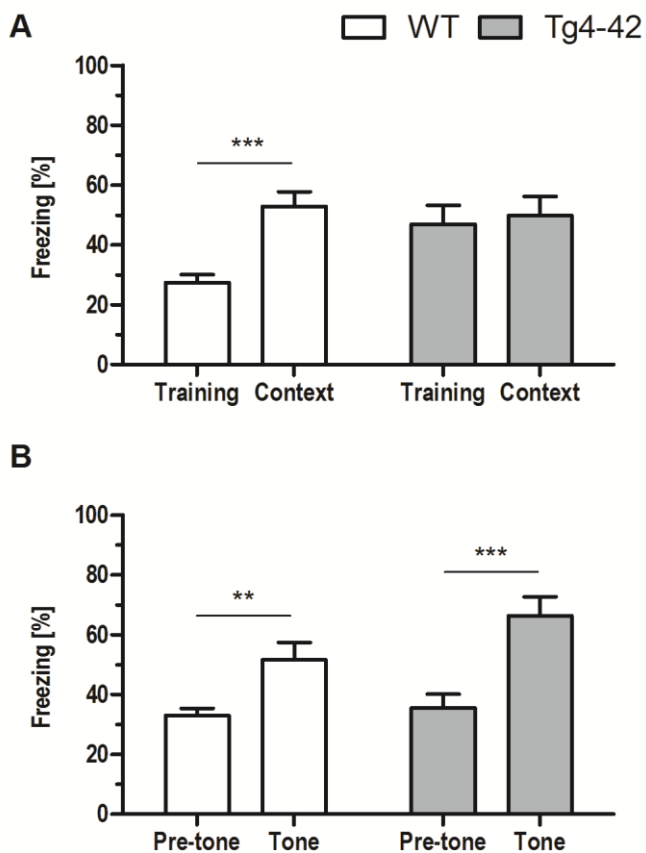 A
WT Tg4-42
100
80
60
40
20
0
Freezing [%]
***
Training Context Training Context
B
100
80
60
40
20
0
Freezing [%]
**
***
Pre-tone Tone Pre-tone Tone